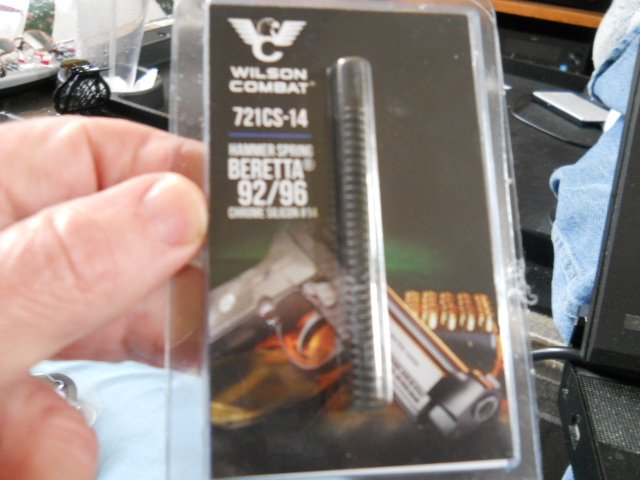 WILSON
COMBAT®
721CS-14
HAMMER SPRING
BERETTA®
92/96
CHROME SILICON #14